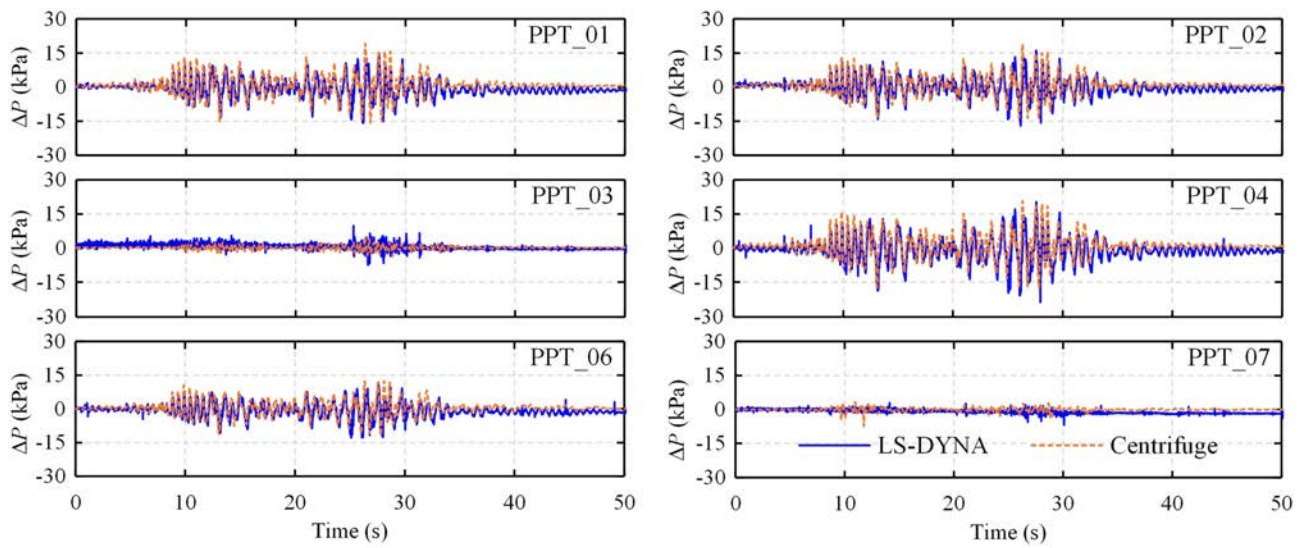 30
15
0
-15
-30
ΔP (kPa)
PPT_01
30
15
0
-15
-30
ΔP (kPa)
PPT_02
30
15
0
-15
-30
ΔP (kPa)
PPT_03
30
15
0
-15
-30
ΔP (kPa)
PPT_04
30
15
0
-15
-30
ΔP (kPa)
PPT_06
0 10 20 30 40 50
Time (s)
30
15
0
-15
-30
ΔP (kPa)
PPT_07
LS-DYNA Centrifuge
0 10 20 30 40 50
Time (s)